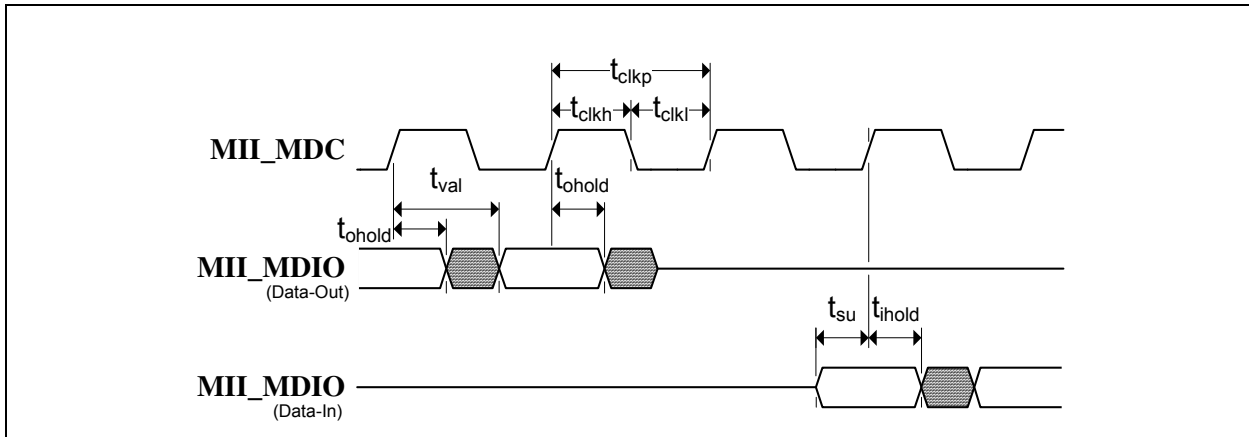 tclkp
tclkh tclkl
MII_MDC
tval tohold
tohold
MII_MDIO
(Data-Out)
tsu tihold
MII_MDIO
(Data-In)